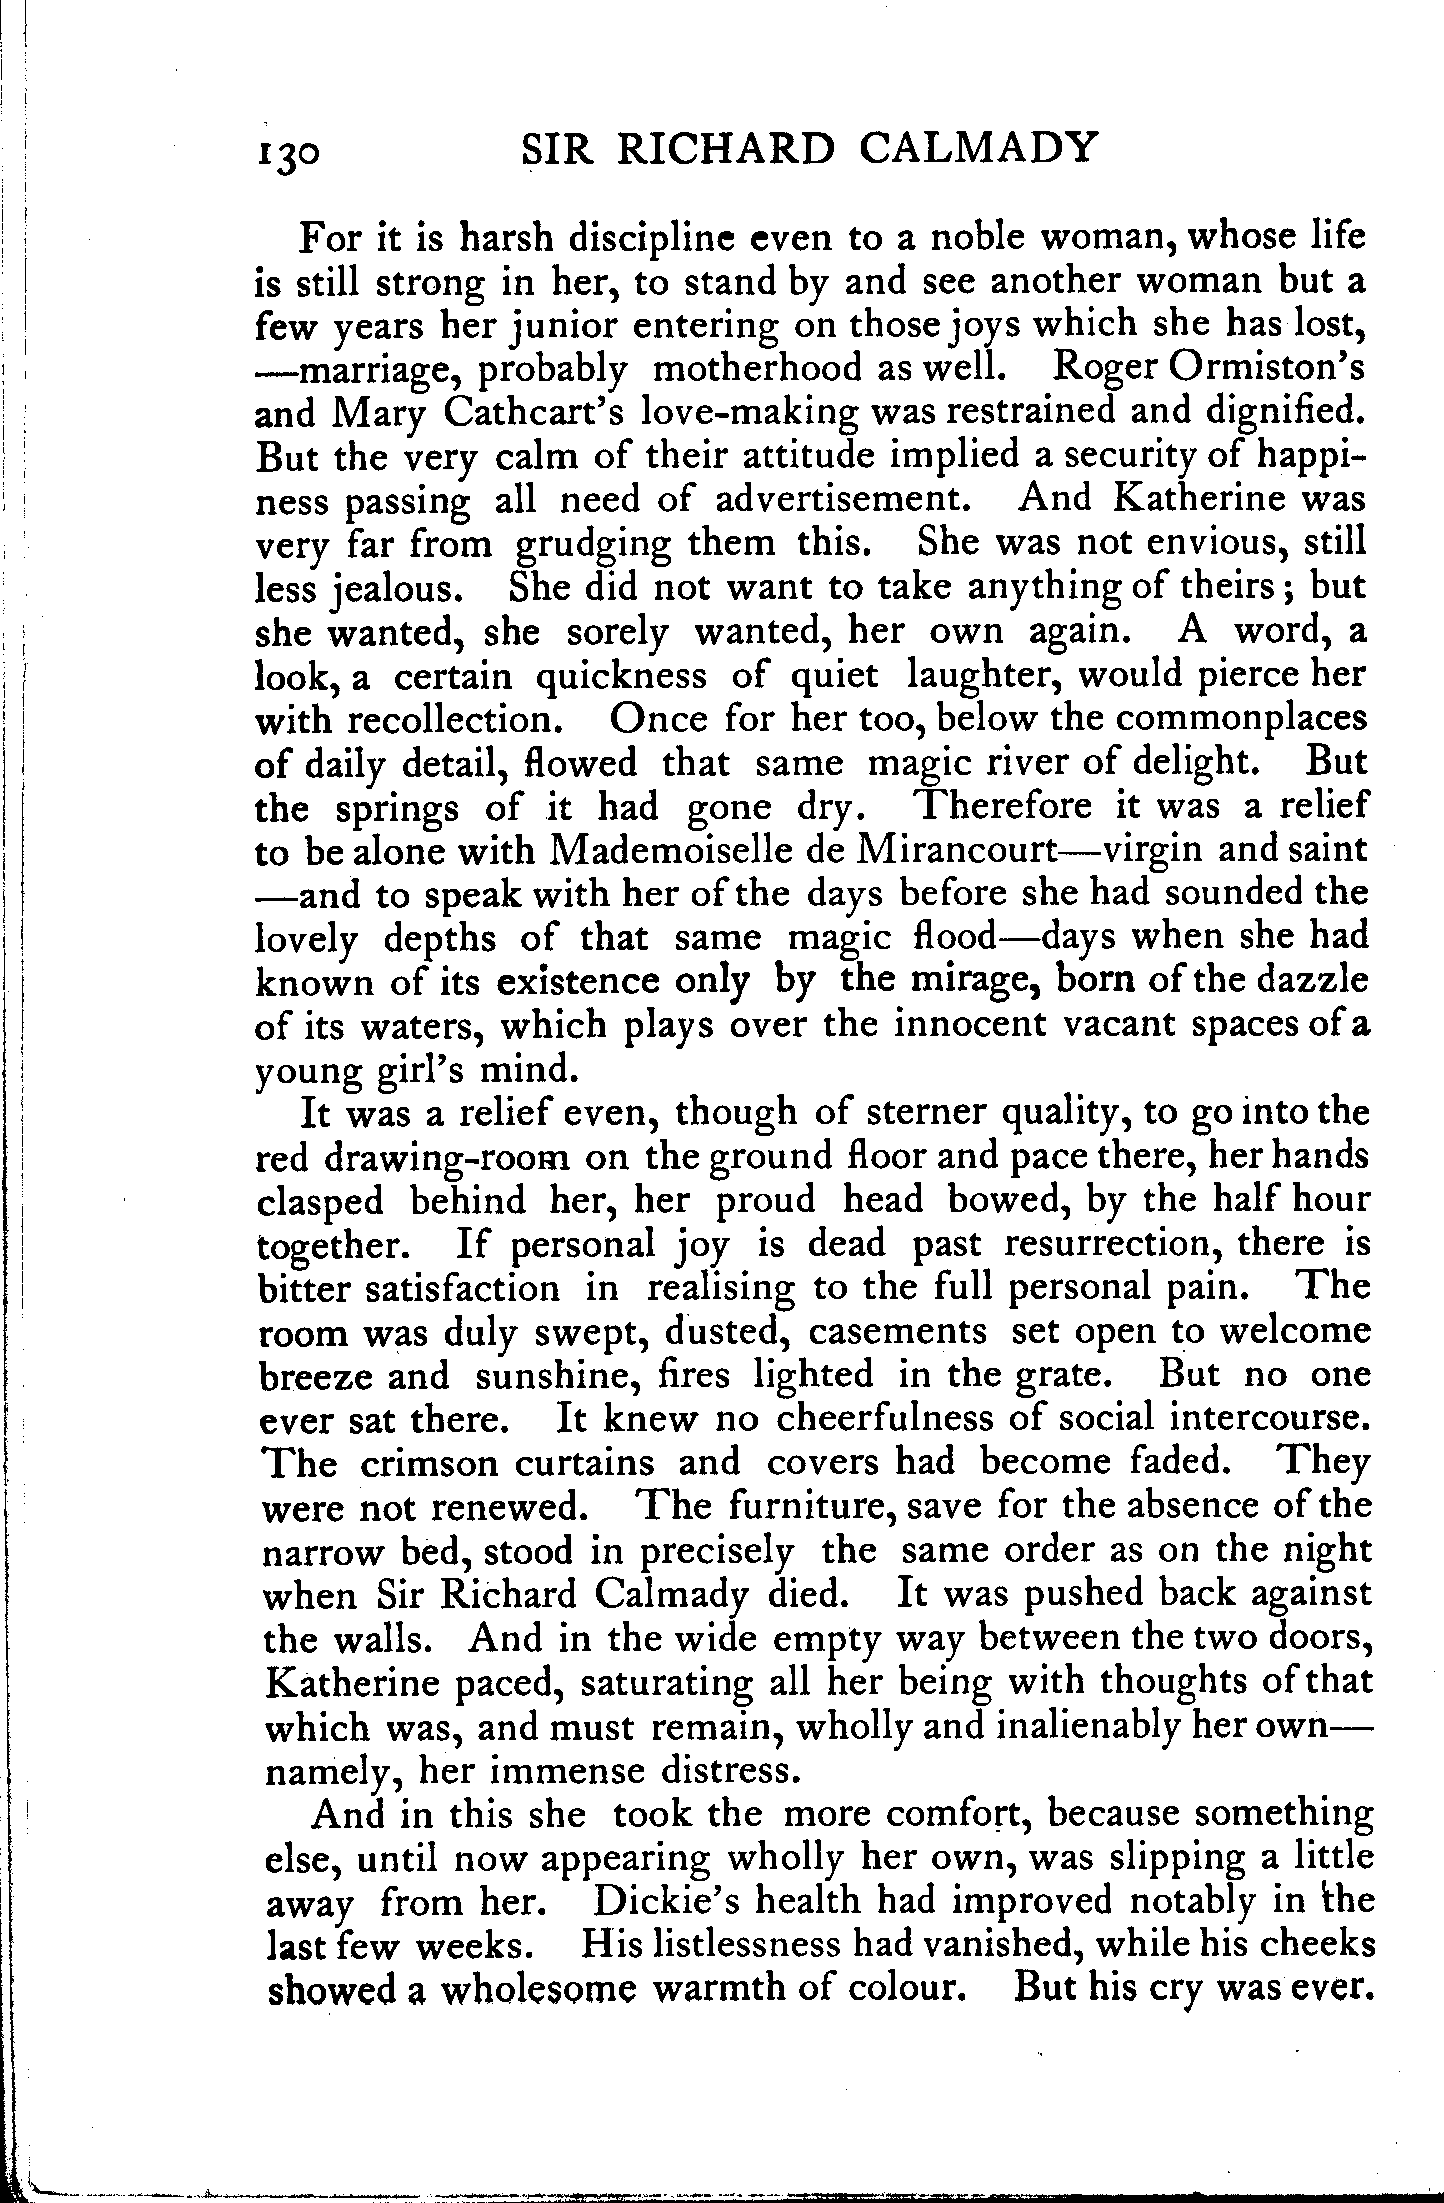 130 SIR RICHARD CALMADY
For it is harsh discipline even to a noble woman, whose life
is still strong in her, to stand by and see another woman but a
few years her junior entering on those joys which she has lost,
—marriage, probably motherhood as well. Roger Ormiston's
and Mary Cathcart's love-making was restrained and dignified.
But the very calm of their attitude implied a security of happi-
ness passing all need of advertisement. And Katherine was
very far from grudging them this. She was not envious, still
less jealous. She did not want to take anything of theirs; but
she wanted, she sorely wanted, her own again. A word, a
look, a certain quickness of quiet laughter, would pierce her
with recollection. Once for her too, below the commonplaces
of daily detail, flowed that same magic river of delight. But
the springs of it had gone dry. Therefore it was a relief
to be alone with Mademoiselle de Mirancourt—virgin and saint
—and to speak with her of the days before she had sounded the
lovely depths of that same magic flood—days when she had
known of its existence only by the mirage, born of the dazzle
of its waters, which plays over the innocent vacant spaces of a
young girl's mind.
It was a relief even, though of sterner quality, to go into the
red drawing-room on the ground floor and pace there, her hands
clasped behind her, her proud head bowed, by the half hour
together. If personal joy is dead past resurrection, there is
bitter satisfaction in realising to the full personal pain. The
room was duly swept, dusted, casements set open to welcome
breeze and sunshine, fires lighted in the grate. But no one
ever sat there. It knew no cheerfulness of social intercourse.
The crimson curtains and covers had become faded. They
were not renewed. The furniture, save for the absence of the
narrow bed, stood in precisely the same order as on the night
when Sir Richard Calmady died. It was pushed back against
the walls. And in the wide empty way between the two doors,
Katherine paced, saturating all her being with thoughts of that
which was, and must remain, wholly and inalienably her own—
namely, her immense distress.
And in this she took the more comfort, because something
else, until now appearing wholly her own, was slipping a little
away from her. Dickie's health had improved notably in the
last few weeks. His listlessness had vanished, while his cheeks
showed a wholesome warmth of colour. But his cry was ever.